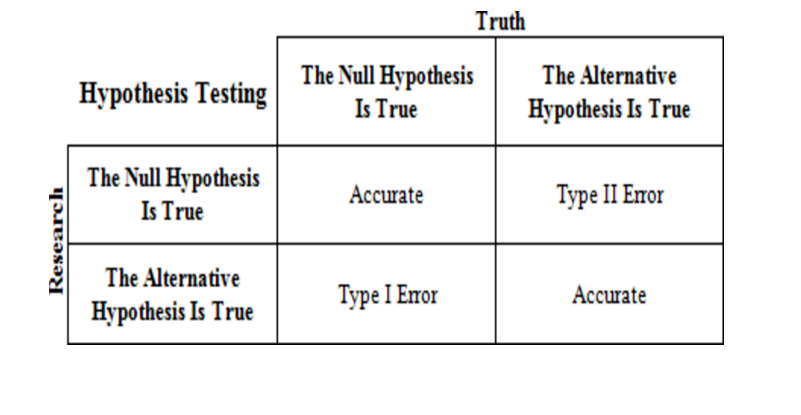 Truth
Hypothesis Testing
The Null Hypothesis
Is True
The Alternative
Hypothesis Is True
Research
The Null Hypothesis
Is True
Accurate
Type II Error
The Alternative
Hypothesis Is True
Type I Error
Accurate